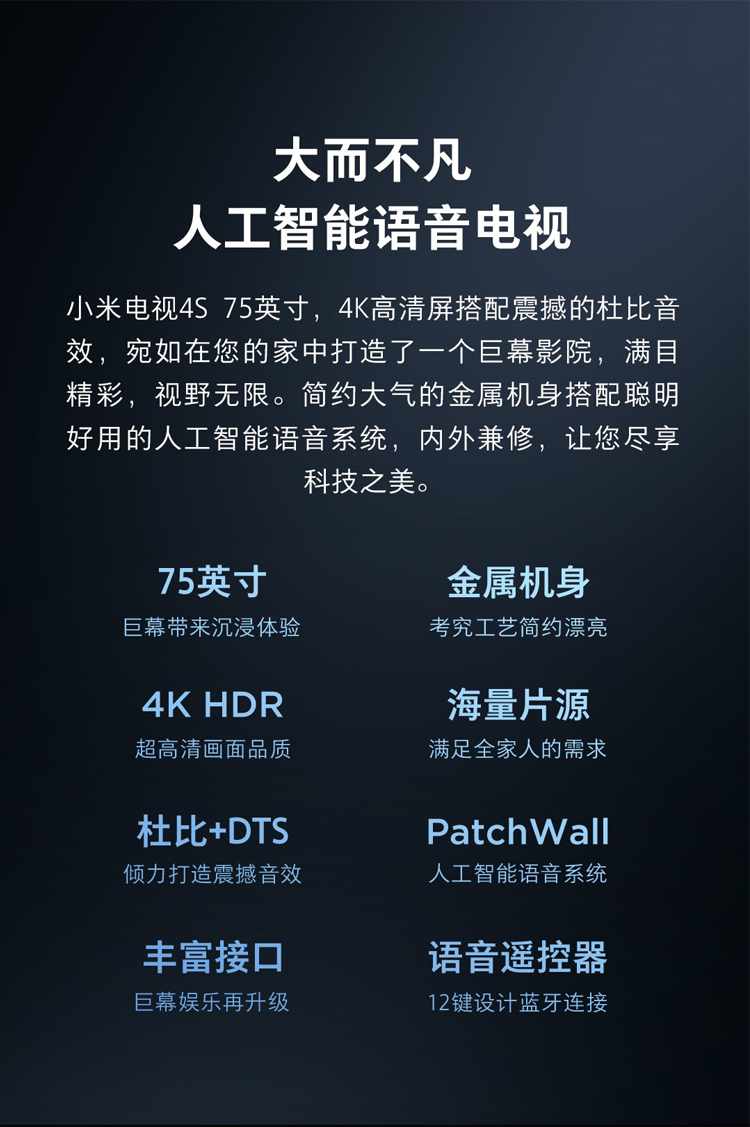 大而不凡
人工智能语音电视
小米电视4S 75英寸，4K高清屏搭配震撼的杜比音
效，宛如在您的家中打造了一个巨幕影院，满目
精彩，视野无限。简约大气的金属机身搭配聪明
好用的人工智能语音系统，内外兼修，让您尽享
科技之美。
75英寸
巨幕带来沉浸体验
金属机身
考究工艺简约漂亮
4K HDR
超高清画面品质
海量片源
满足全家人的需求
杜比+DTS
倾力打造震撼音效
PatchWall
人工智能语音系统
丰富接口
巨幕娱乐再升级
语音遥控器
12键设计蓝牙连接